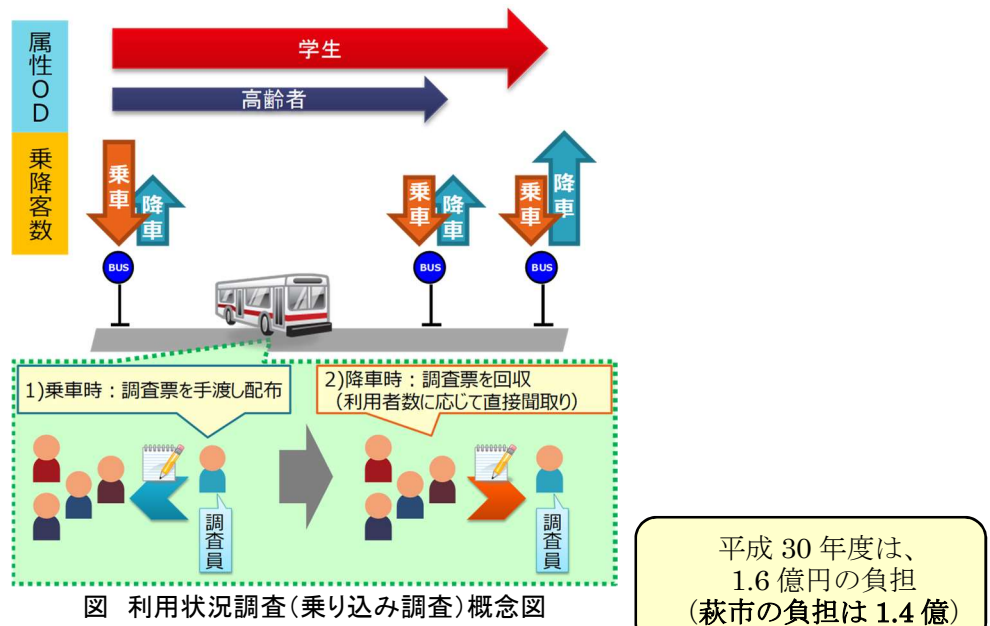 属性OD
学生
高齢者
乗降客数
乗車
降車
乗車
降車
乗車
降車
BUS
BUS
BUS
1)乗車時：調査票を手渡し配布
2)降車時：調査票を回収
（利用者数に応じて直接聞取り）
調査員
調査員
図　利用状況調査（乗り込み調査）概念図
平成 30 年度は、
1.6 億円の負担
（萩市の負担は 1.4 億）